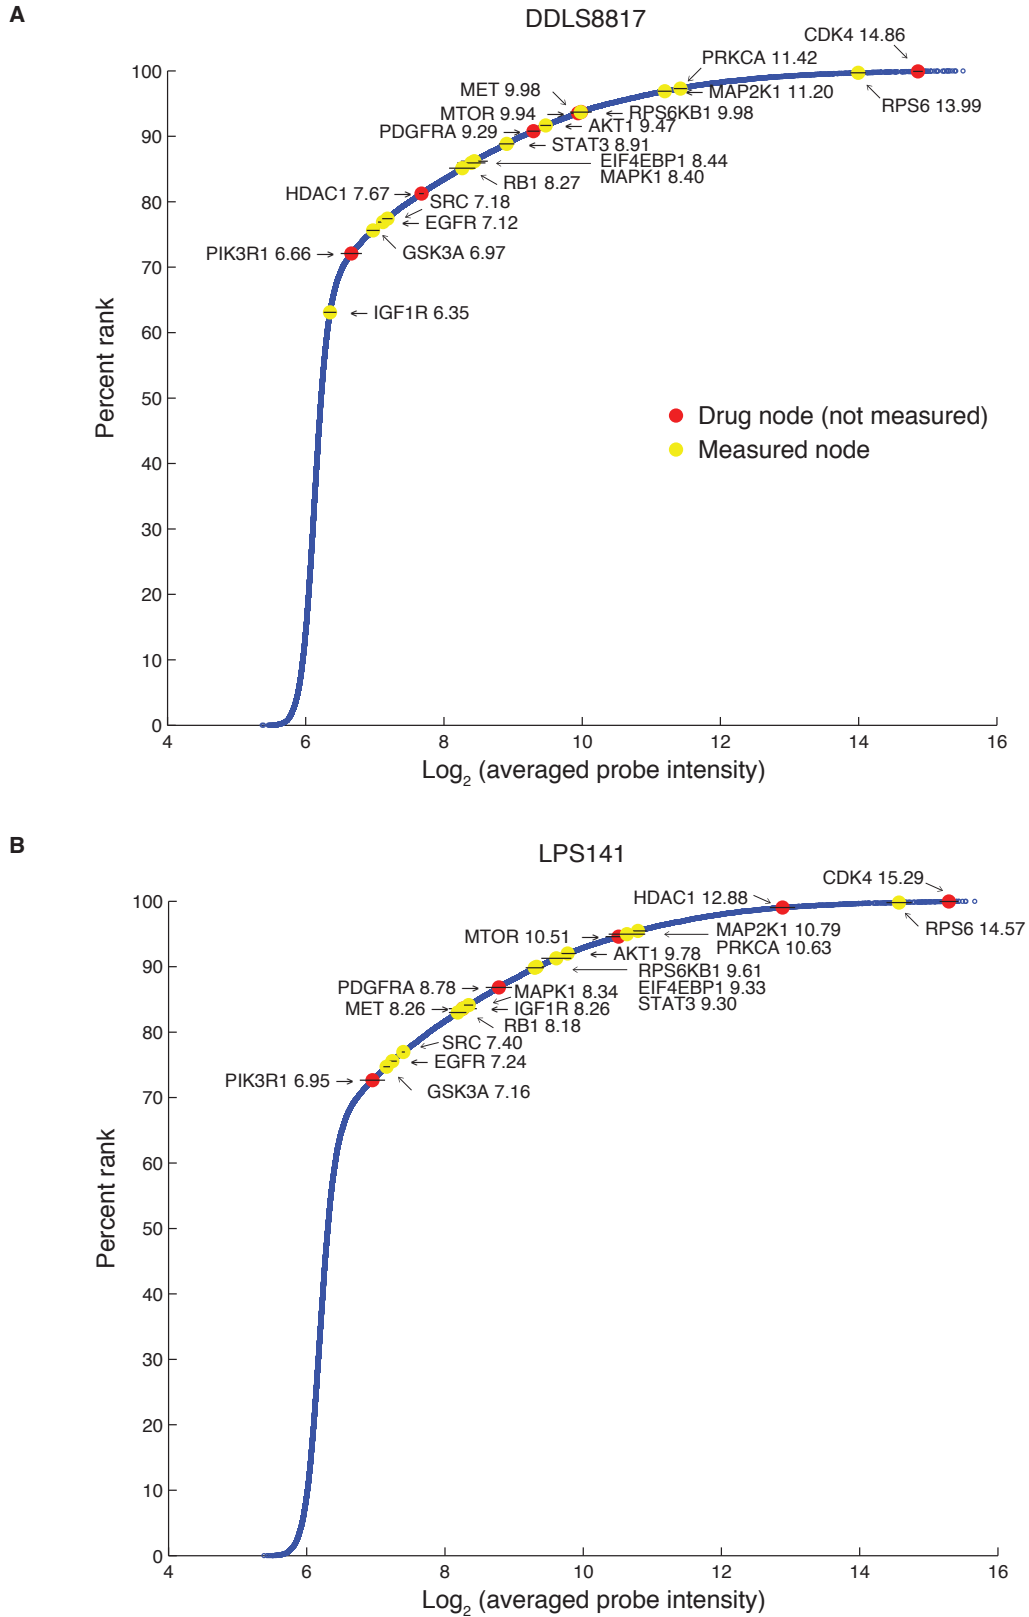 A
DDLS8817
CDK4 14.86
PRKCA 11.42
MET 9.98
MAP2K1 11.20
RPS6 13.99
MTOR 9.94
RPS6KB1 9.98
PDGFRA 9.29
AKT1 9.47
STAT3 8.91
EIF4EBP1 8.44
MAPK1 8.40
RB1 8.27
HDAC1 7.67
SRC 7.18
EGFR 7.12
PIK3R1 6.66
GSK3A 6.97
IGF1R 6.35
Drug node (not measured)
Measured node
Percent rank
100
90
80
70
60
50
40
30
20
10
0
4 6 8 10 12 14 16
Log2 (averaged probe intensity)
B
LPS141
CDK4 15.29
HDAC1 12.88
RPS6 14.57
MTOR 10.51
MAP2K1 10.79
PRKCA 10.63
AKT1 9.78
RPS6KB1 9.61
EIF4EBP1 9.33
STAT3 9.30
PDGFRA 8.78
MAPK1 8.34
MET 8.26
IGF1R 8.26
RB1 8.18
SRC 7.40
EGFR 7.24
PIK3R1 6.95
GSK3A 7.16
Percent rank
100
90
80
70
60
50
40
30
20
10
0
4 6 8 10 12 14 16
Log2 (averaged probe intensity)